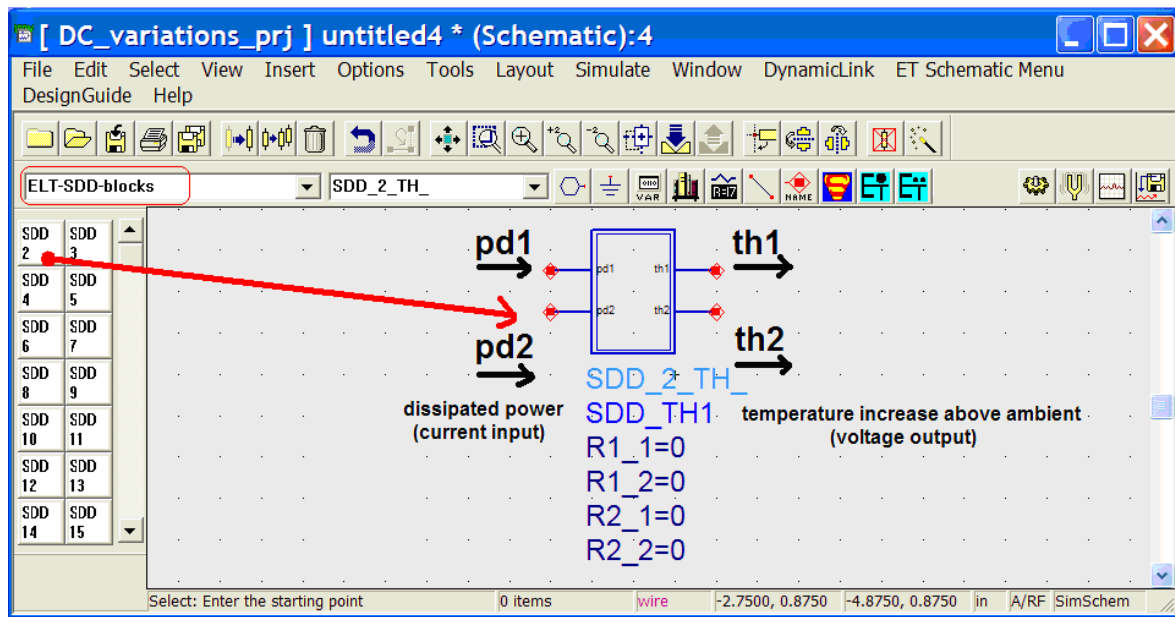 [ DC_variations_prj ] untitled4 * (Schematic):4
File Edit Select View Insert Options Tools Layout Simulate Window DynamicLink ET Schematic Menu
DesignGuide Help
ELT-SDD-blocks SDD_2_TH_
VAR NAME
SDD 2 SDD 3
SDD 4 SDD 5
SDD 6 SDD 7
SDD 8 SDD 9
SDD 10 SDD 11
SDD 12 SDD 13
SDD 14 SDD 15
pd1 th1
pd1 th1
pd2 th2
pd2 th2
SDD_2_TH_
SDD_TH1
R1_1=0
R1_2=0
R2_1=0
R2_2=0
dissipated power
(current input)
temperature increase above ambient
(voltage output)
Select: Enter the starting point 0 items wire -2.7500, 0.8750 -4.8750, 0.8750 in A/RF SimSchem